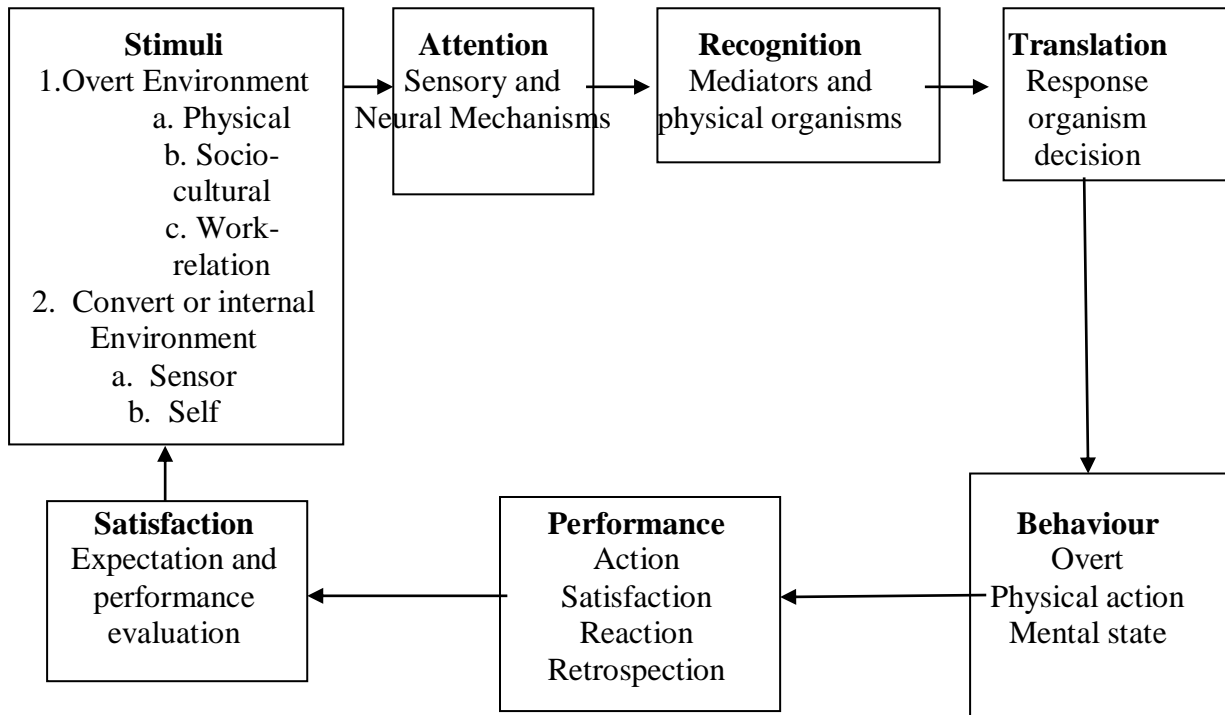 Stimuli
1.Overt Environment
a. Physical
b. Socio-
cultural
c. Work-
relation
2. Convert or internal
Environment
a. Sensor
b. Self
Attention
Sensory and
Neural Mechanisms
Recognition
Mediators and
physical organisms
Translation
Response
organism
decision
Behaviour
Overt
Physical action
Mental state
Performance
Action
Satisfaction
Reaction
Retrospection
Satisfaction
Expectation and
performance
evaluation